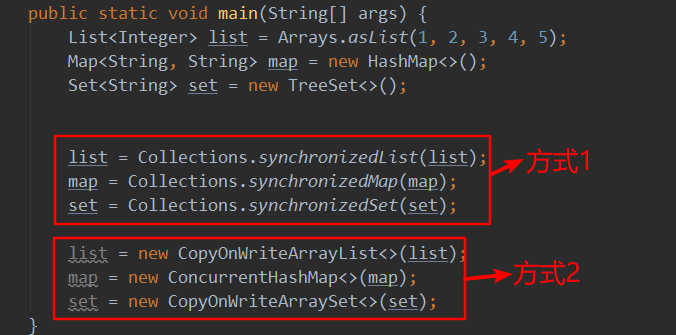 public static void main(String[] args) {
List<Integer> list = Arrays.asList(1, 2, 3, 4, 5);
Map<String, String> map = new HashMap<>();
Set<String> set = new TreeSet<>();
list = Collections.synchronizedList(list);
map = Collections.synchronizedMap(map);
set = Collections.synchronizedSet(set);
方式1
list = new CopyOnWriteArrayList<>(list);
map = new ConcurrentHashMap<>(map);
set = new CopyOnWriteArraySet<>(set);
方式2
}